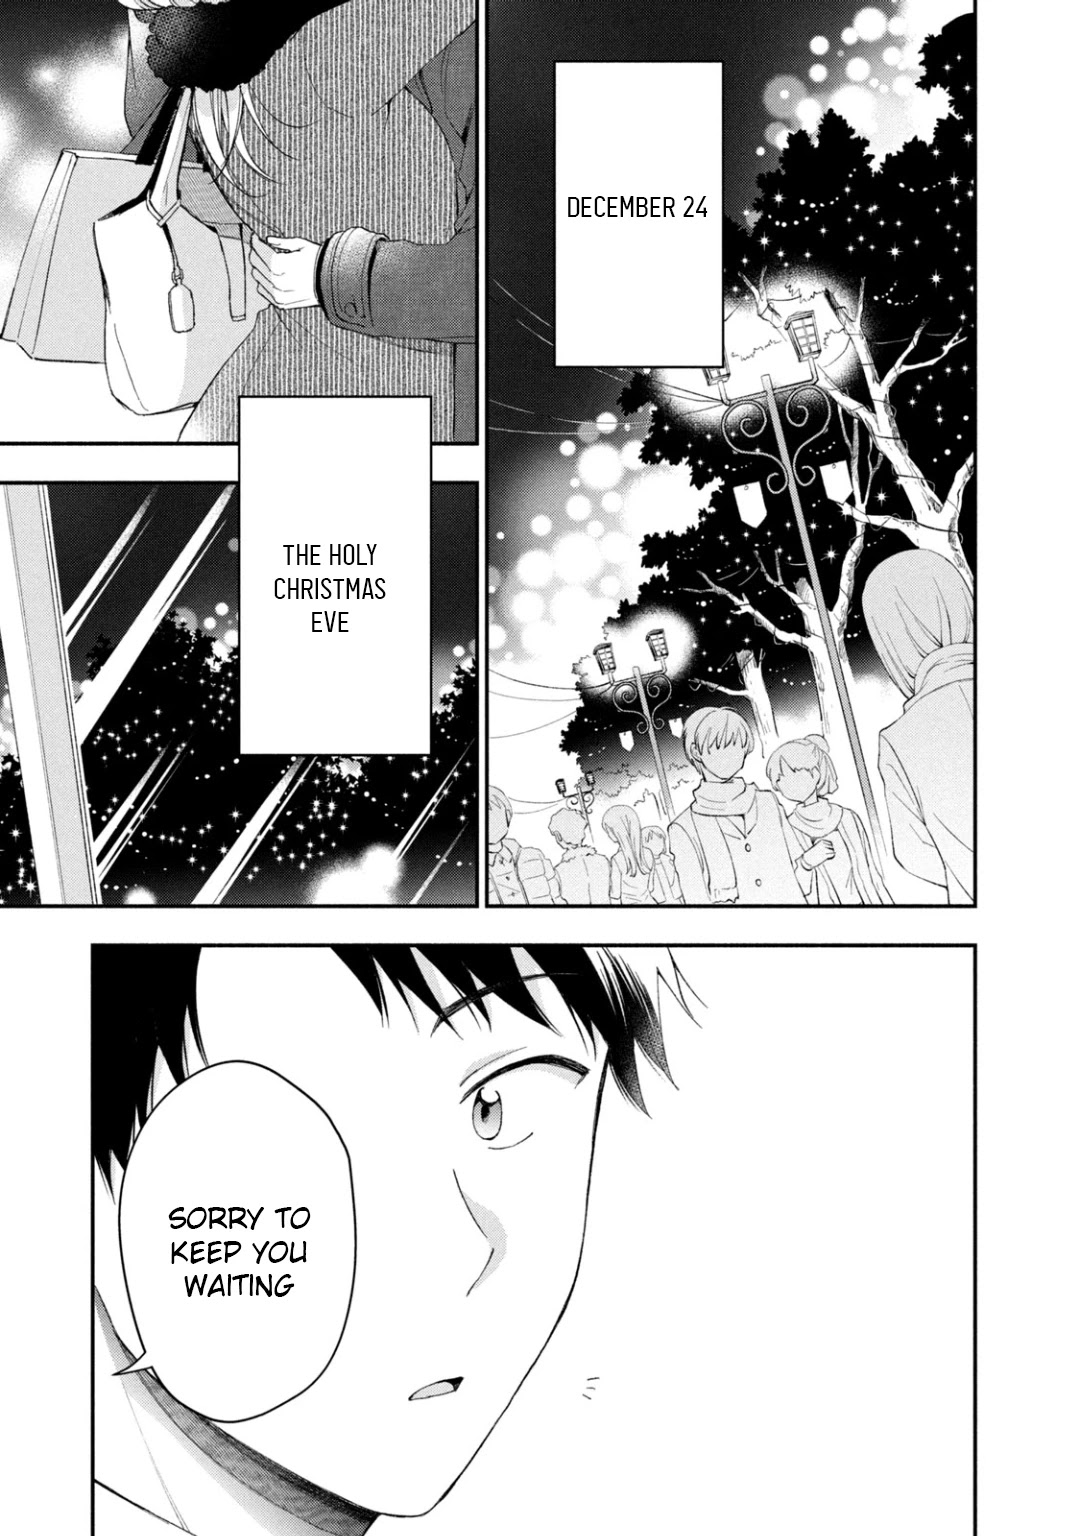 DECEMBER 24
THE HOLY
CHRISTMAS
EVE
SORRY TO
KEEP YOU
WAITING